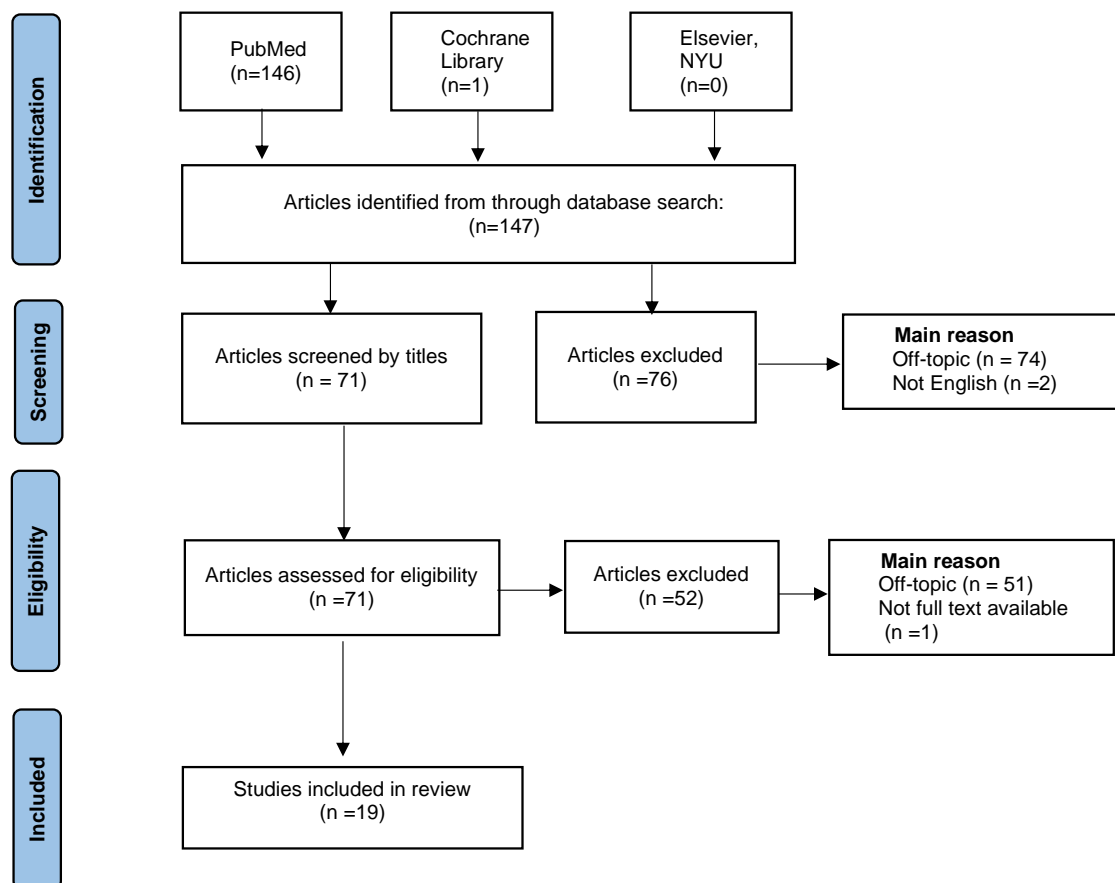 Identification
PubMed
(n=146)
Cochrane
Library
(n=1)
Elsevier,
NYU
(n=0)
Articles identified from through database search:
(n=147)
Screening
Articles screened by titles
(n = 71)
Articles excluded
(n =76)
Main reason
Off-topic (n = 74)
Not English (n =2)
Eligibility
Articles assessed for eligibility
(n =71)
Articles excluded
(n =52)
Main reason
Off-topic (n = 51)
Not full text available
(n =1)
Included
Studies included in review
(n =19)